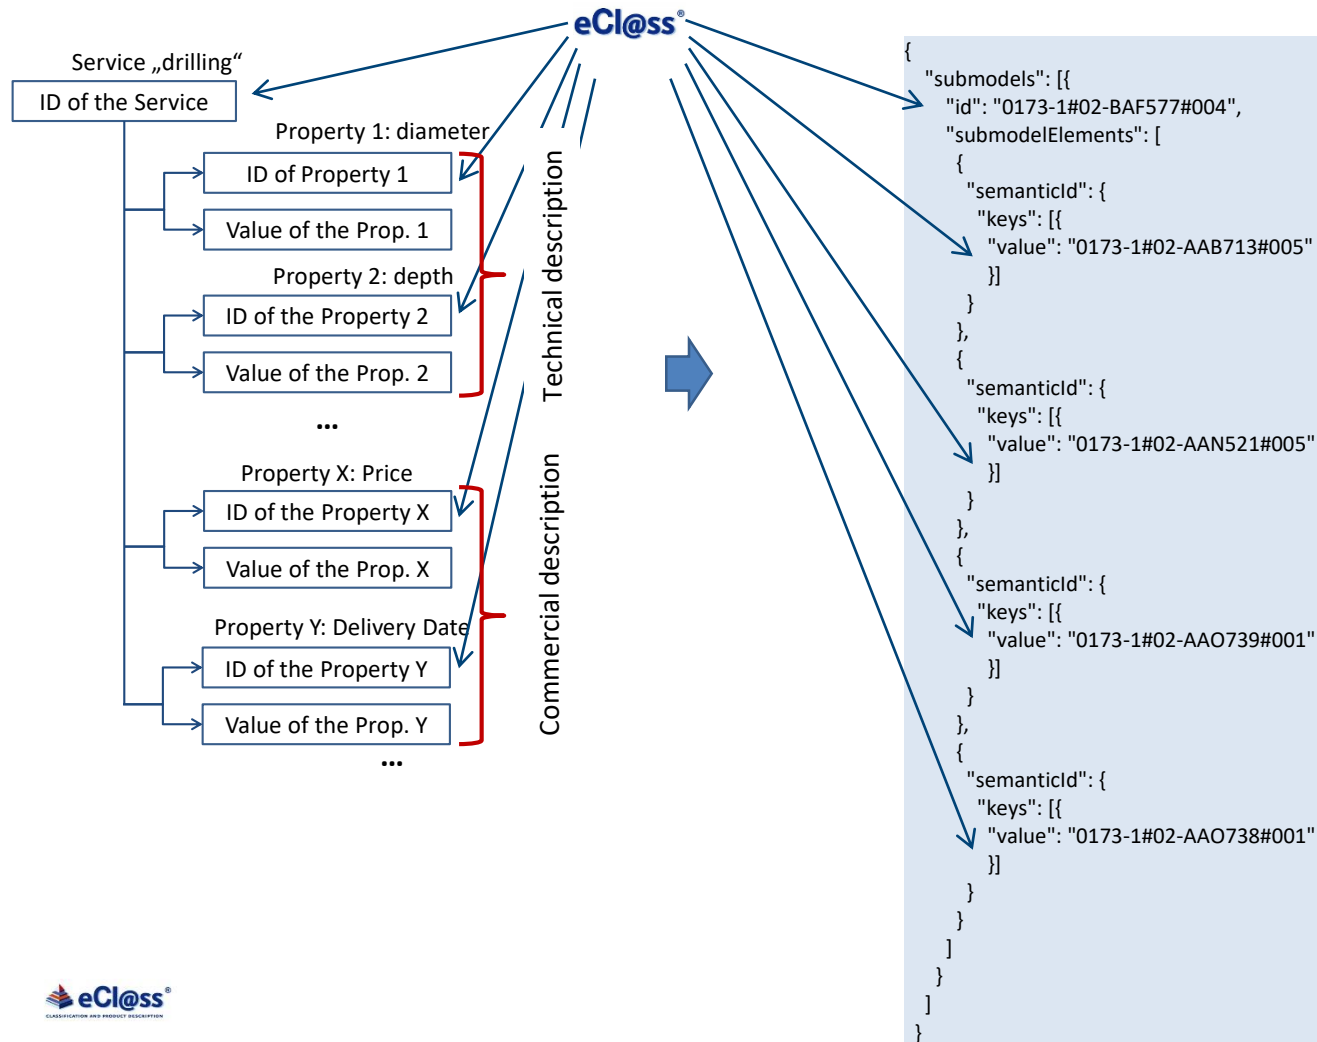 eCl@ss®
Service „drilling“
ID of the Service
Property 1: diameter
ID of Property 1
Value of the Prop. 1
Property 2: depth
ID of the Property 2
Value of the Prop. 2
...
Technical description
Property X: Price
ID of the Property X
Value of the Prop. X
Property Y: Delivery Date
ID of the Property Y
Value of the Prop. Y
...
Commercial description
{
"submodels": [{
"id": "0173-1#02-BAF577#004",
"submodelElements": [
{
"semanticId": {
"keys": [{
"value": "0173-1#02-AAB713#005"
}]
}
},
{
"semanticId": {
"keys": [{
"value": "0173-1#02-AAN521#005"
}]
}
},
{
"semanticId": {
"keys": [{
"value": "0173-1#02-AAO739#001"
}]
}
},
{
"semanticId": {
"keys": [{
"value": "0173-1#02-AAO738#001"
}]
}
}
]
}
]
}
eCl@ss®
CLASSIFICATION AND PRODUCT DESCRIPTION